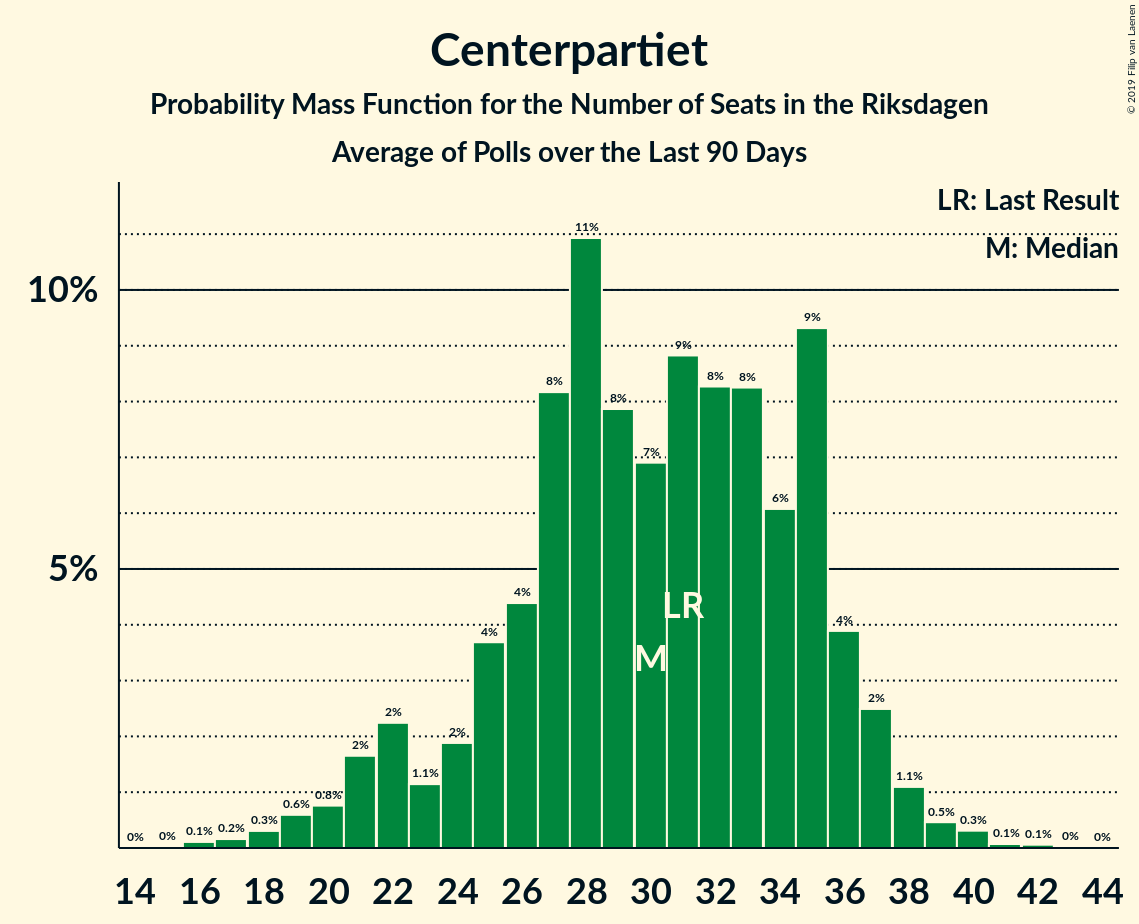 Centerpartiet
Probability Mass Function for the Number of Seats in the Riksdagen
Average of Polls over the Last 90 Days
© 2019 Filip van Laenen
LR: Last Result
M: Median
10%
5%
0% 0% 0.1% 0.2% 0.3% 0.6% 0.8% 2% 2% 1.1% 2% 4% 4% 8% 11% 8% 7% 9% 8% 8% 6% 9% 4% 2% 1.1% 0.5% 0.3% 0.1% 0.1% 0% 0%
LR
M
14 16 18 20 22 24 26 28 30 32 34 36 38 40 42 44